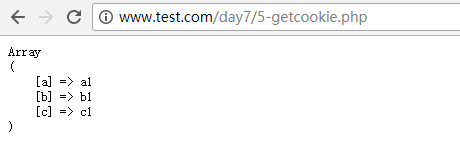 www.test.com/day7/5-getcookie.php
Array
(
    [a] => a1
    [b] => b1
    [c] => c1
)